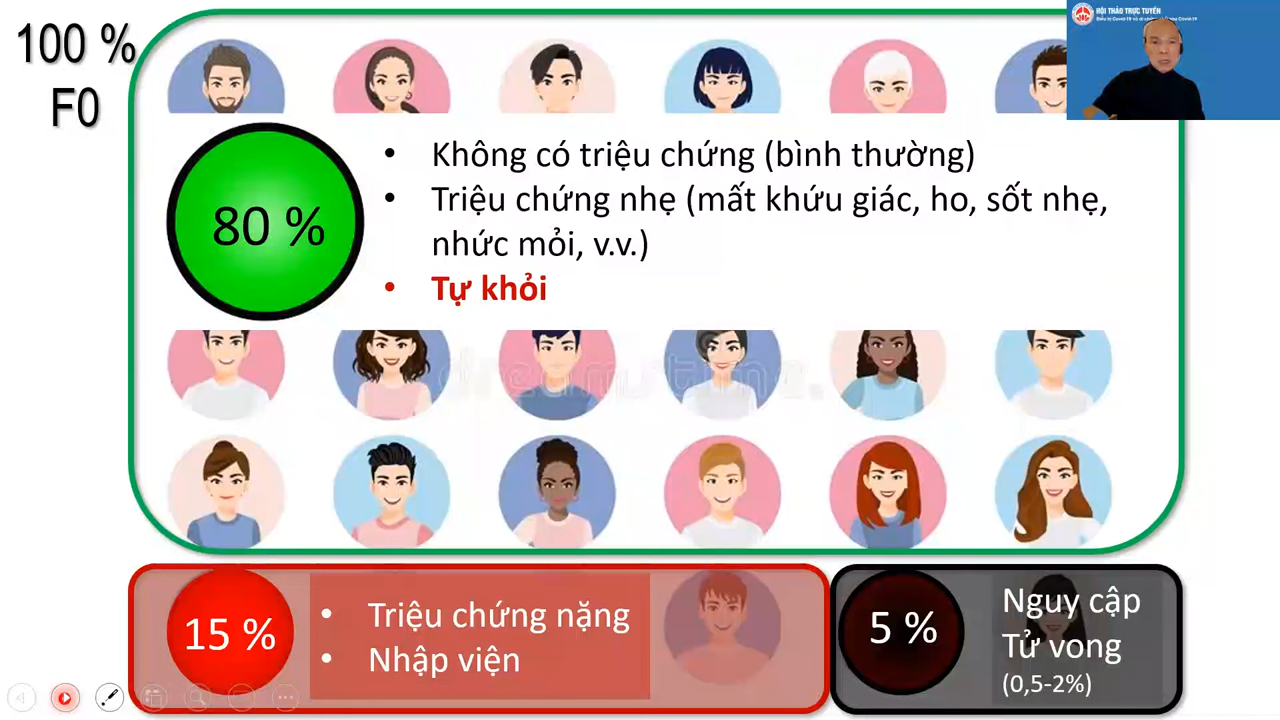 100 %
F0
HỘI THẢO TRỰC TUYẾN
80 %
• Không có triệu chứng (bình thường)
• Triệu chứng nhẹ (mất khứu giác, ho, sốt nhẹ,
nhức mỏi, v.v.)
• Tự khỏi
dreamstime.
15 %
• Triệu chứng nặng
• Nhập viện
5 %
Nguy cập
Tử vong
(0,5-2%)